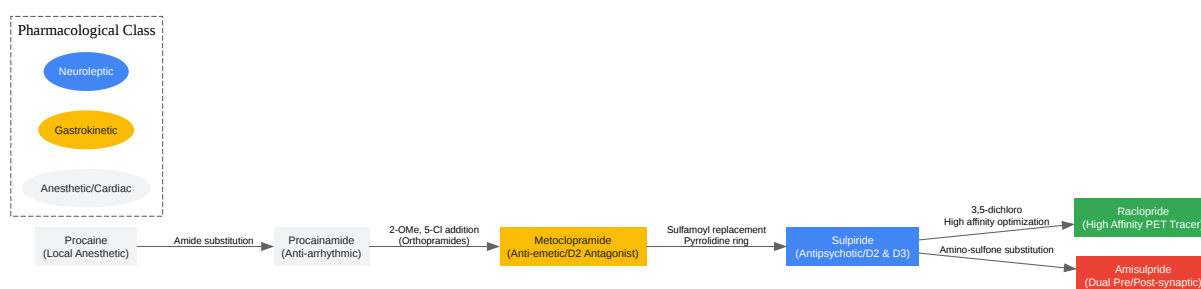 Pharmacological Class
Neuroleptic
Gastrokinetic
Anesthetic/Cardiac
Procaine
(Local Anesthetic)
Amide substitution
Procainamide
(Anti-arrhythmic)
2-OMe, 5-Cl addition
(Orthopramides)
Metoclopramide
(Anti-emetic/D2 Antagonist)
Sulfamoyl replacement
Pyrrolidine ring
Sulpiride
(Antipsychotic/D2 & D3)
3,5-dichloro
High affinity optimization
Raclopride
(High Affinity PET Tracer
Amino-sulfone substitution
Amisulpride
(Dual Pre/Post-synaptic)